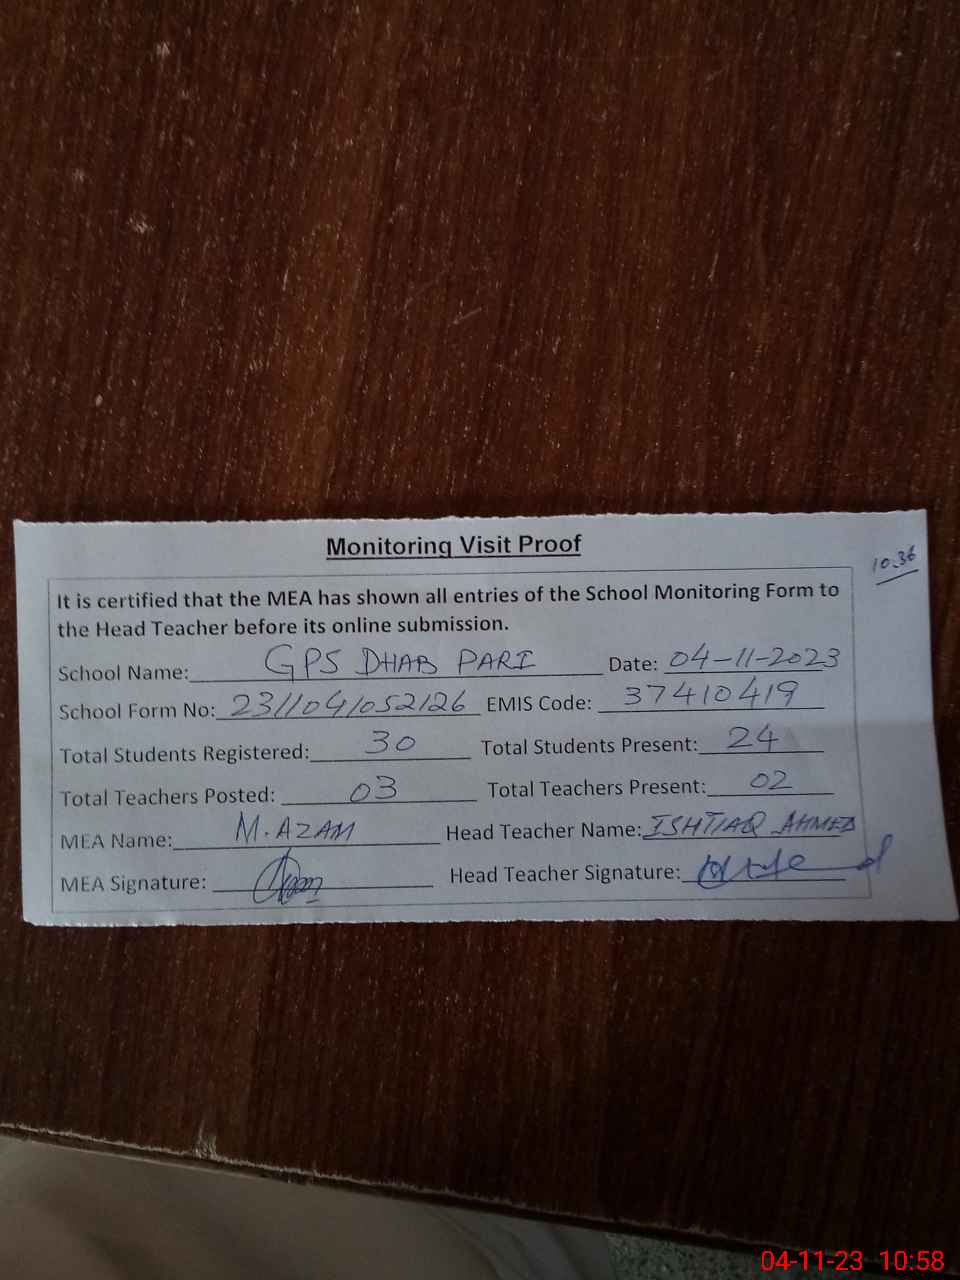 Monitoring Visit Proof
10.36
It is certified that the MEA has shown all entries of the School Monitoring Form to
the Head Teacher before its online submission.
School Name: GPS DHAB PARI Date: 04-11-2023
School Form No: 2311041052126 EMIS Code: 37410419
Total Students Registered: 30 Total Students Present: 24
Total Teachers Posted: 03 Total Teachers Present: 02
MEA Name: M. AZAM Head Teacher Name: ISHTIAQ AHMED
MEA Signature: Head Teacher Signature:
04-11-23 10:58